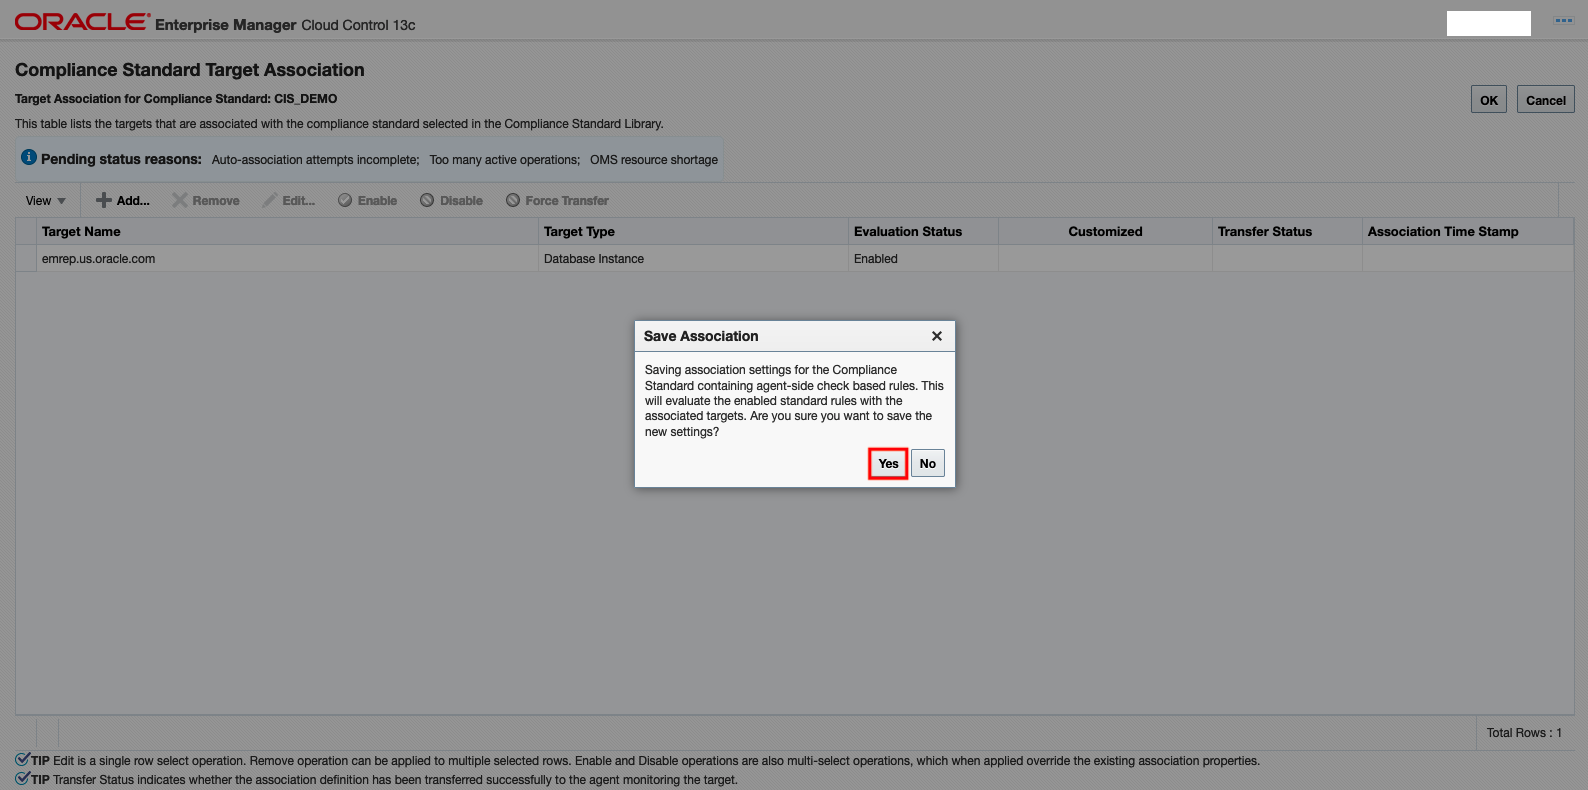 ORACLE Enterprise Manager Cloud Control 13c
Compliance Standard Target Association
Target Association for Compliance Standard: CIS_DEMO
OK Cancel
This table lists the targets that are associated with the compliance standard selected in the Compliance Standard Library.
Pending status reasons: Auto-association attempts incomplete; Too many active operations; OMS resource shortage
View Add... Remove Edit... Enable Disable Force Transfer
Target Name Target Type Evaluation Status Customized Transfer Status Association Time Stamp
emrep.us.oracle.com Database Instance Enabled
Save Association
Saving association settings for the Compliance
Standard containing agent-side check based rules. This
will evaluate the enabled standard rules with the
associated targets. Are you sure you want to save the
new settings?
Yes No
Total Rows : 1
TIP Edit is a single row select operation. Remove operation can be applied to multiple selected rows. Enable and Disable operations are also multi-select operations, which when applied override the existing association properties.
TIP Transfer Status indicates whether the association definition has been transferred successfully to the agent monitoring the target.